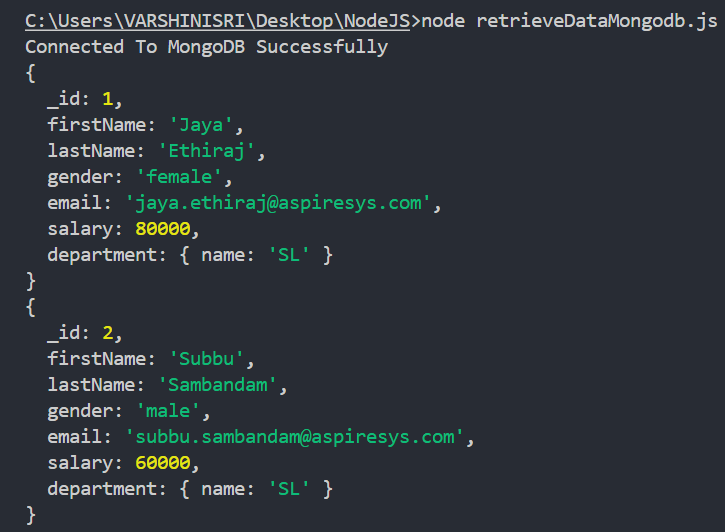 C:\Users\VARSHINISRI\Desktop\NodeJS>node retrieveDataMongodb.js
Connected To MongoDB Successfully
{
  _id: 1,
  firstName: 'Jaya',
  lastName: 'Ethiraj',
  gender: 'female',
  email: 'jaya.ethiraj@aspiresys.com',
  salary: 80000,
  department: { name: 'SL' }
}
{
  _id: 2,
  firstName: 'Subbu',
  lastName: 'Sambandam',
  gender: 'male',
  email: 'subbu.sambandam@aspiresys.com',
  salary: 60000,
  department: { name: 'SL' }
}